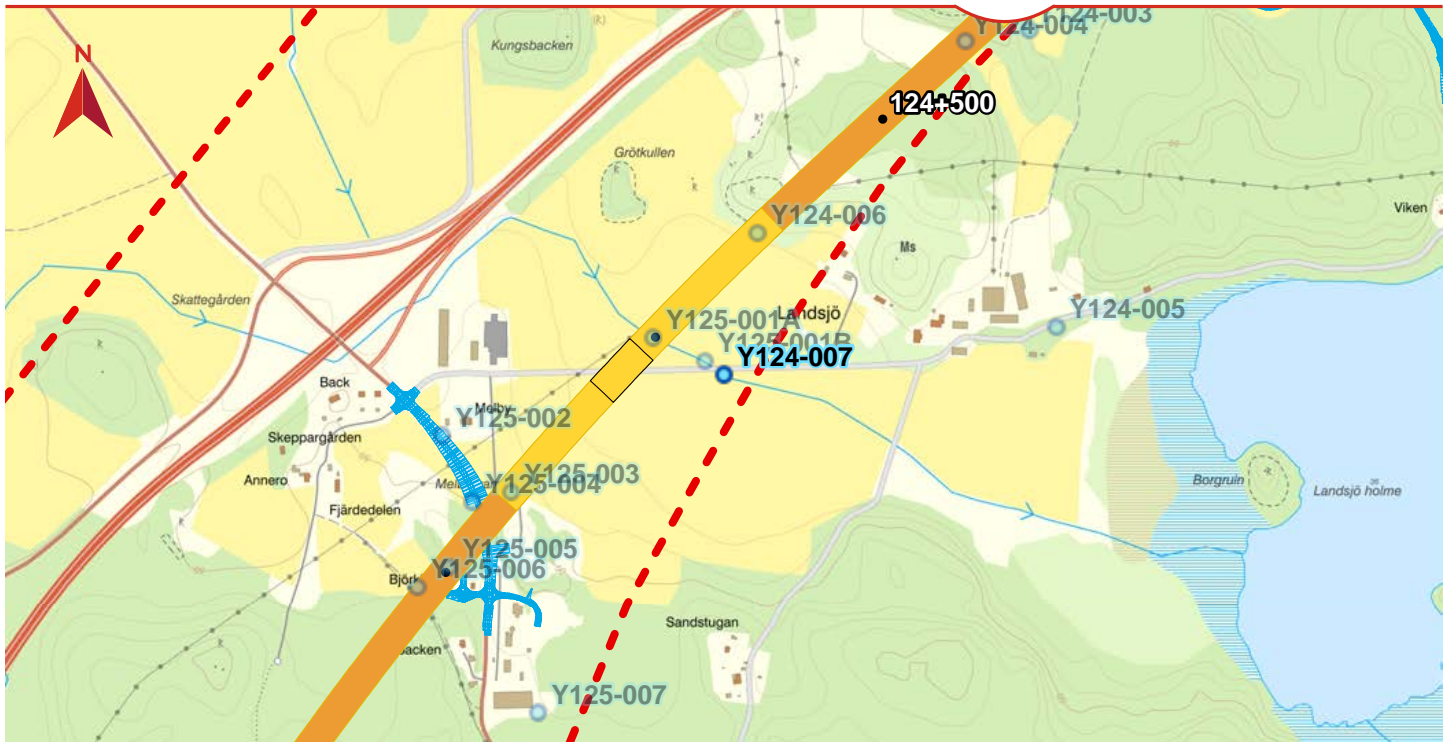 Y124-003
Y124-004
Kungsbacken
N
124+500
Grötkullen
Viken
Y124-006
Ms
Skattegården
Landsjö
Y124-005
Y125-001A
Y125-001B
Y124-007
Back
Melby
Y125-002
Skeppargården
Annero
Y125-003
Y125-004
Borgruin
Landsjö holme
Fjärdedelen
Y125-005
Y125-006
Björk
Sandstugan
backen
Y125-007